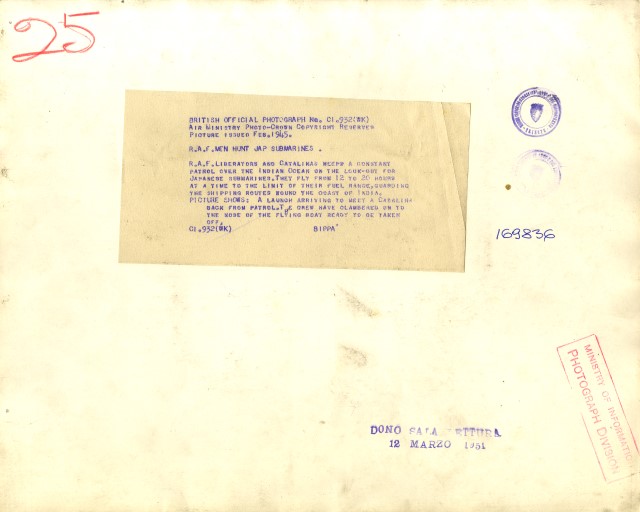 25
BRITISH OFFICIAL PHOTOGRAPH No. CI.932(WK)
AIR MINISTRY PHOTO-CROWN COPYRIGHT RESERVED
PICTURE ISSUED FEB.1945.
R.A.F.MEN HUNT JAP SUBMARINES .
R.A.F.LIBERATORS AND CATALINAS A CONSTANT
PATROL OVER THE INDIAN OCEAN ON THE LOOK-OUT FOR
JAPANESE SUBMARINES.THEY FLY FROM 12 TO 20 HOURS
AT A TIME TO THE LIMIT OF THEIR FUEL RANGE,GUARDING
THE SHIPPING ROUTES ROUND THE COAST OF INDIA.
PICTURE SHOWS: A LAUNCH ARRIVING TO MEET A CATALINA
BACK FROM PATROL.THE CREW HAVE CLAMBERED ON TO
THE NOSE OF THE FLYING BOAT READY TO BE TAKEN
OFF.
CI.932(WK) BIPPA
TRIESTE
169836
MINISTRY OF INFORMATION
PHOTOGRAPH DIVISION
DONO SALA LETTURA
12 MARZO 1951